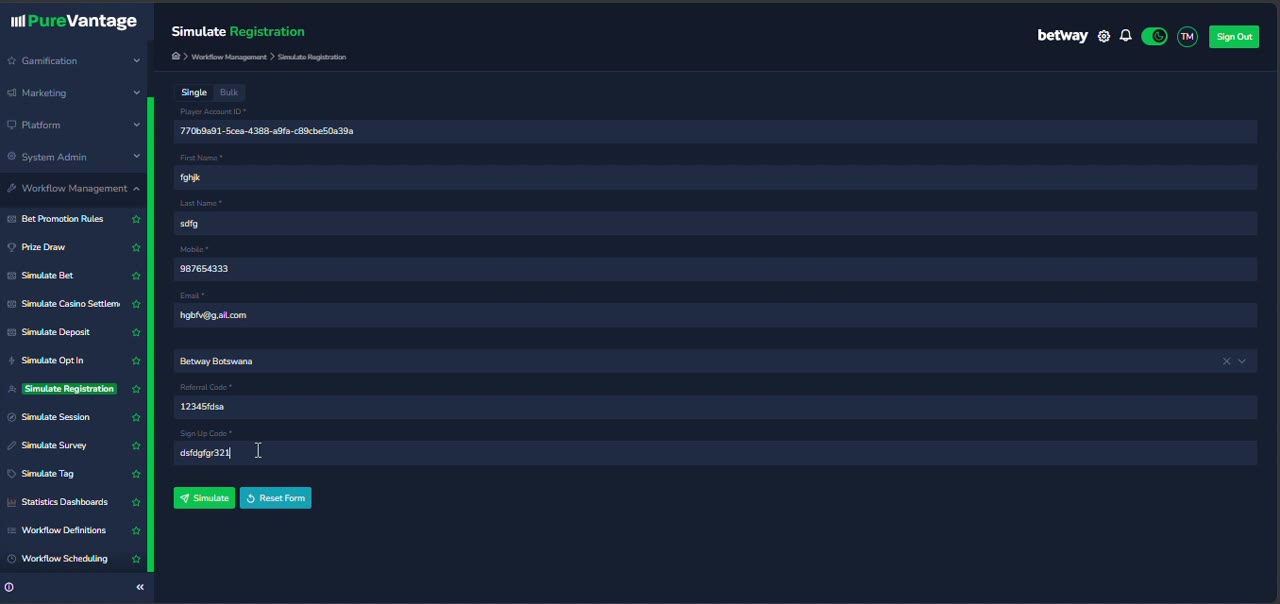 PureVantage
Gamification
Marketing
Platform
System Admin
Workflow Management
Bet Promotion Rules
Prize Draw
Simulate Bet
Simulate Casino Settlem
Simulate Deposit
Simulate Opt In
Simulate Registration
Simulate Session
Simulate Survey
Simulate Tag
Statistics Dashboards
Workflow Definitions
Workflow Scheduling
Simulate Registration
Workflow Management > Simulate Registration
betway TM Sign Out
Single Bulk
Player Account ID *
770b9a91-5cea-4388-a9fa-c89cbe50a39a
First Name *
fghjk
Last Name *
sdfg
Mobile *
987654333
Email *
hgbfv@g,ail.com
Betway Botswana
Referral Code *
12345fdsa
Sign Up Code *
dsfdgfgr321
Simulate Reset Form